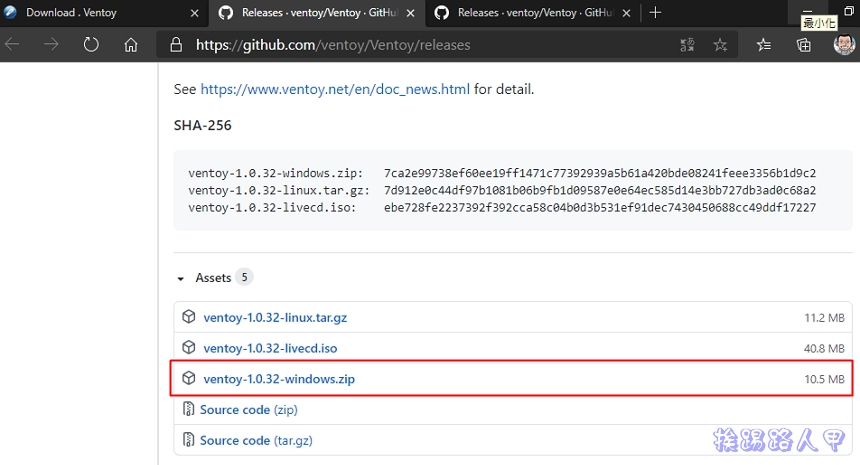 Download . Ventoy
Releases · ventoy/Ventoy · GitHu
Releases · ventoy/Ventoy · GitHu
最小化
https://github.com/ventoy/Ventoy/releases
See https://www.ventoy.net/en/doc_news.html for detail.
SHA-256
ventoy-1.0.32-windows.zip: 7ca2e99738ef60ee19ff1471c77392939a5b61a420bde08241feee3356b1d9c2
ventoy-1.0.32-linux.tar.gz: 7d912e0c44df97b1081b06b9fb1d09587e0e64ec585d14e3bb727db3ad0c68a2
ventoy-1.0.32-livecd.iso: ebe728fe2237392f392cca58c04b0d3b531ef91dec7430450688cc49ddf17227
Assets 5
ventoy-1.0.32-linux.tar.gz 11.2 MB
ventoy-1.0.32-livecd.iso 40.8 MB
ventoy-1.0.32-windows.zip 10.5 MB
Source code (zip)
Source code (tar.gz)
挨踢路人甲